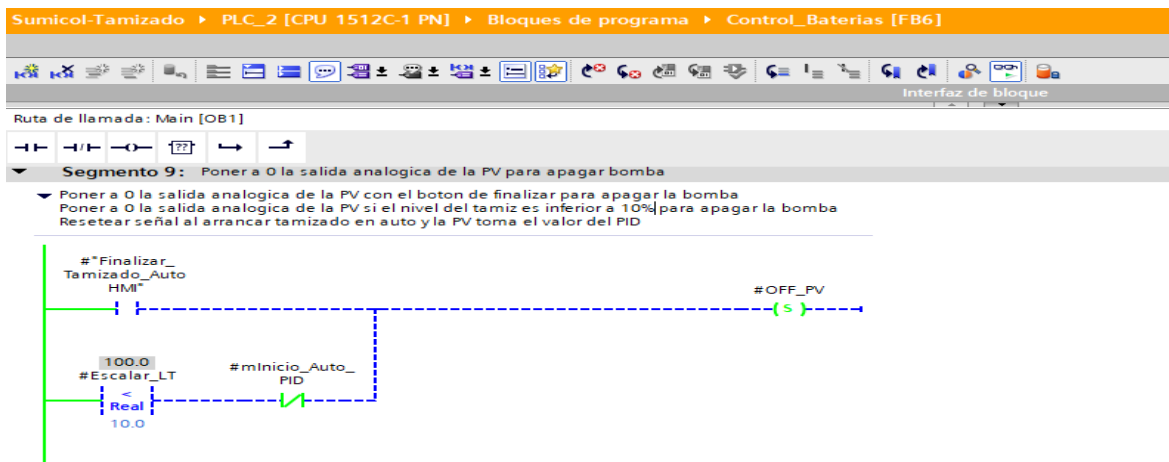 Sumicol-Tamizado ▸ PLC_2 [CPU 1512C-1 PN] ▸ Bloques de programa ▸ Control_Baterias [FB6]
Interfaz de bloque
Ruta de llamada: Main [OB1]
??
Segmento 9: Poner a 0 la salida analogica de la PV para apagar bomba
Poner a 0 la salida analogica de la PV con el boton de finalizar para apagar la bomba
Poner a 0 la salida analogica de la PV si el nivel del tamiz es inferior a 10% para apagar la bomba
Resetear señal al arrancar tamizado en auto y la PV toma el valor del PID
#"Finalizar_
Tamizado_Auto
HMI"
#OFF_PV
S
100.0
#Escalar_LT
#mInicio_Auto_
PID
<
Real
10.0